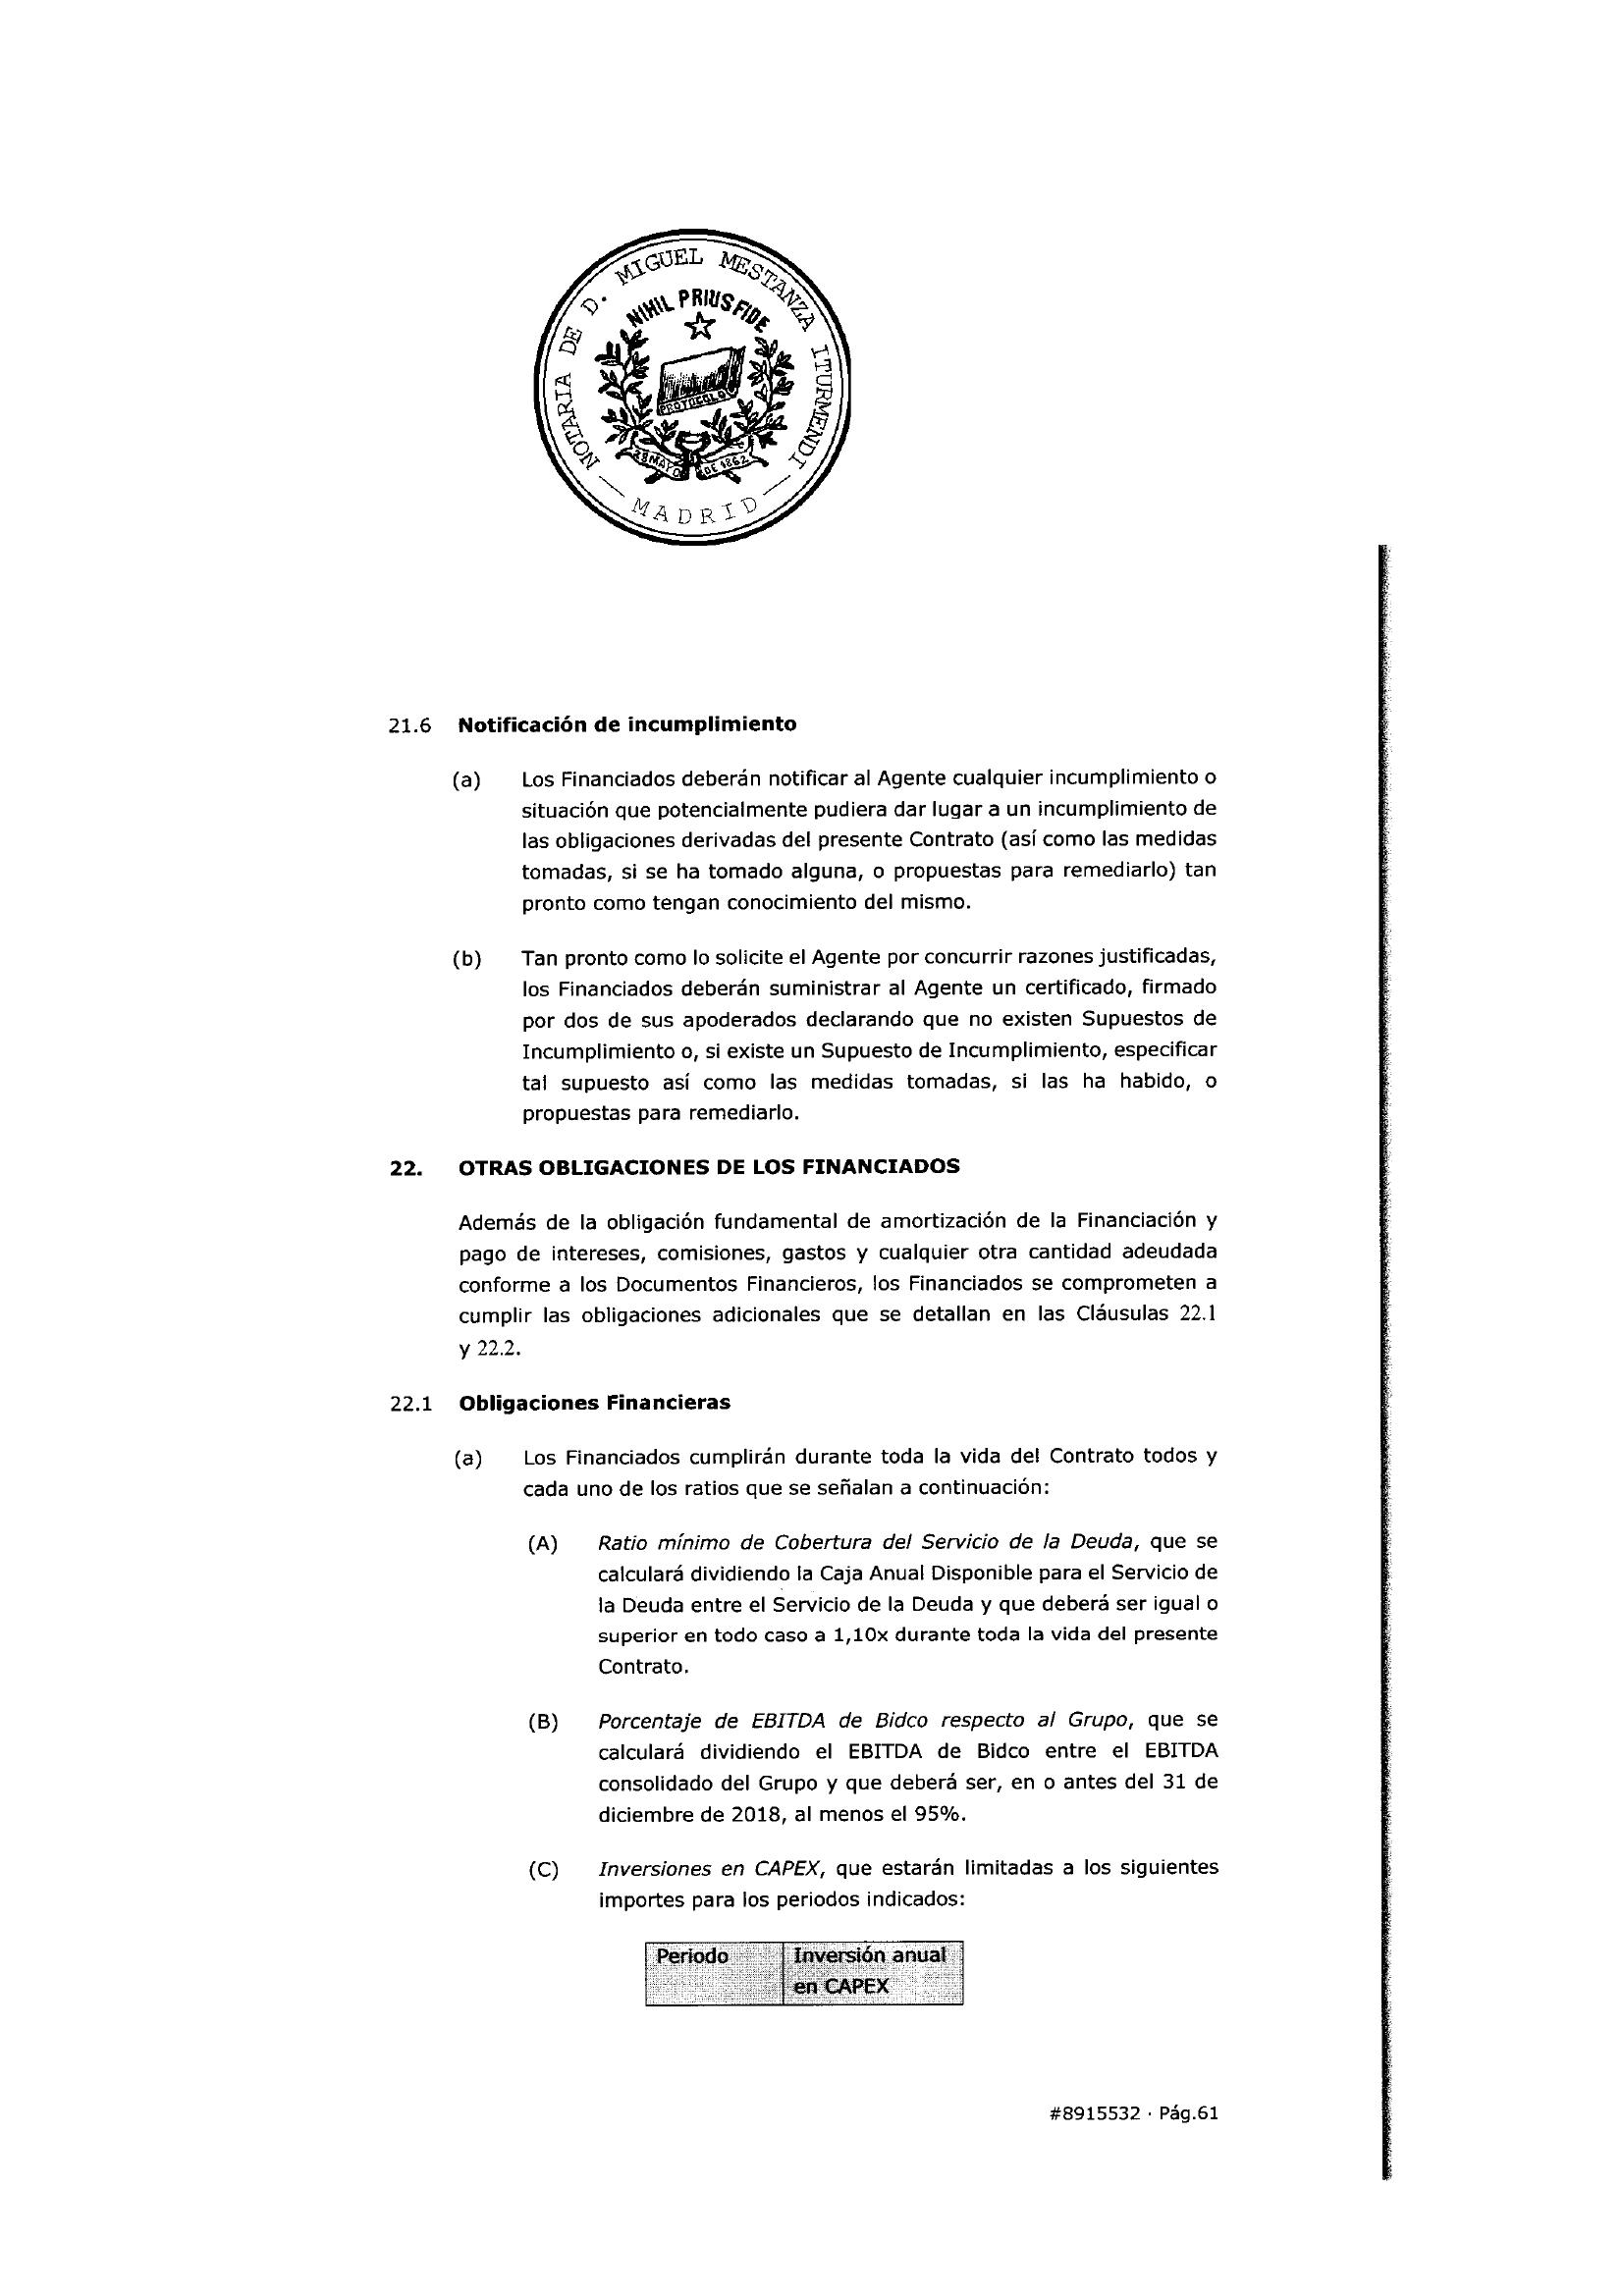 NOTARIA DE D. MIGUEL MESTANZA ITURMENDI
NIHIL PRIUS FIDE
PROTOCOLO
28 MAYO DE 1862
MADRID
21.6 Notificación de incumplimiento
(a) Los Financiados deberán notificar al Agente cualquier incumplimiento o
situación que potencialmente pudiera dar lugar a un incumplimiento de
las obligaciones derivadas del presente Contrato (así como las medidas
tomadas, si se ha tomado alguna, o propuestas para remediarlo) tan
pronto como tengan conocimiento del mismo.
(b) Tan pronto como lo solicite el Agente por concurrir razones justificadas,
los Financiados deberán suministrar al Agente un certificado, firmado
por dos de sus apoderados declarando que no existen Supuestos de
Incumplimiento o, si existe un Supuesto de Incumplimiento, especificar
tal supuesto así como las medidas tomadas, si las ha habido, o
propuestas para remediarlo.
22. OTRAS OBLIGACIONES DE LOS FINANCIADOS
Además de la obligación fundamental de amortización de la Financiación y
pago de intereses, comisiones, gastos y cualquier otra cantidad adeudada
conforme a los Documentos Financieros, los Financiados se comprometen a
cumplir las obligaciones adicionales que se detallan en las Cláusulas 22.1
y 22.2.
22.1 Obligaciones Financieras
(a) Los Financiados cumplirán durante toda la vida del Contrato todos y
cada uno de los ratios que se señalan a continuación:
(A) Ratio mínimo de Cobertura del Servicio de la Deuda, que se
calculará dividiendo la Caja Anual Disponible para el Servicio de
la Deuda entre el Servicio de la Deuda y que deberá ser igual o
superior en todo caso a 1,10x durante toda la vida del presente
Contrato.
(B) Porcentaje de EBITDA de Bidco respecto al Grupo, que se
calculará dividiendo el EBITDA de Bidco entre el EBITDA
consolidado del Grupo y que deberá ser, en o antes del 31 de
diciembre de 2018, al menos el 95%.
(C) Inversiones en CAPEX, que estarán limitadas a los siguientes
importes para los periodos indicados:
Periodo Inversión anual
en CAPEX
#8915532 · Pág.61